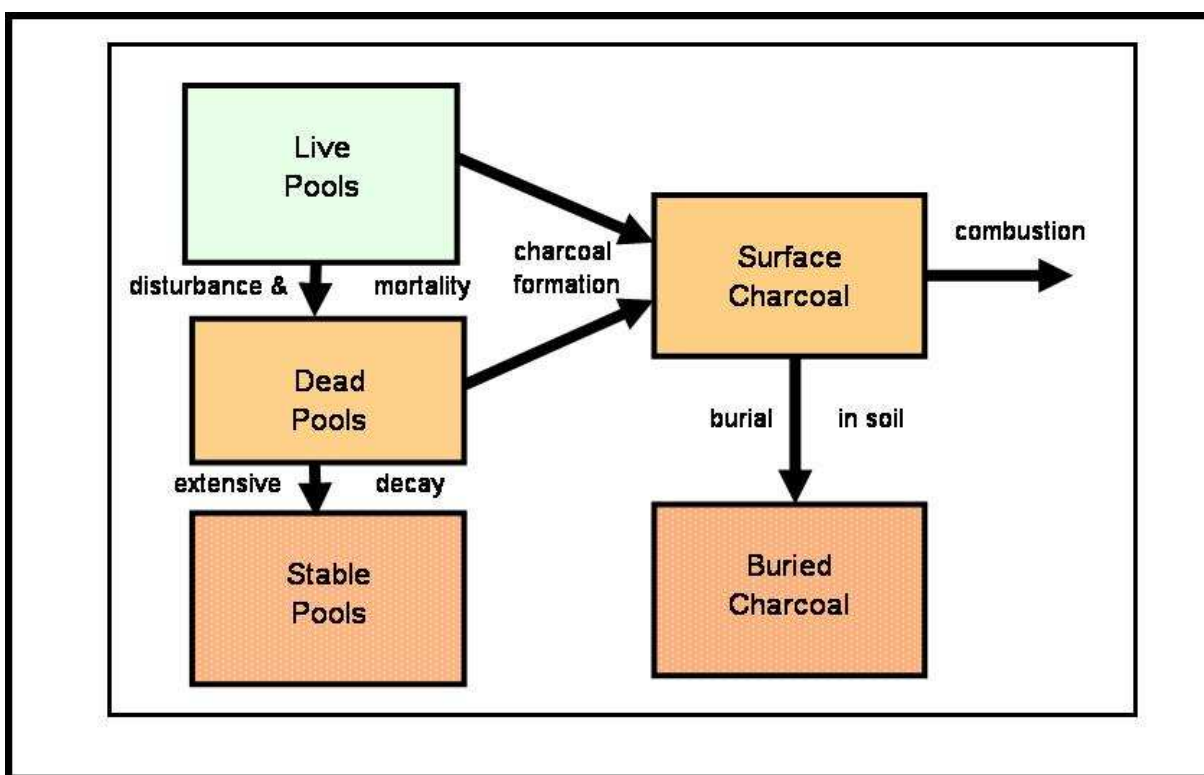 Live
Pools
disturbance & mortality
Dead
Pools
extensive decay
Stable
Pools
charcoal
formation
Surface
Charcoal
combustion
burial in soil
Buried
Charcoal